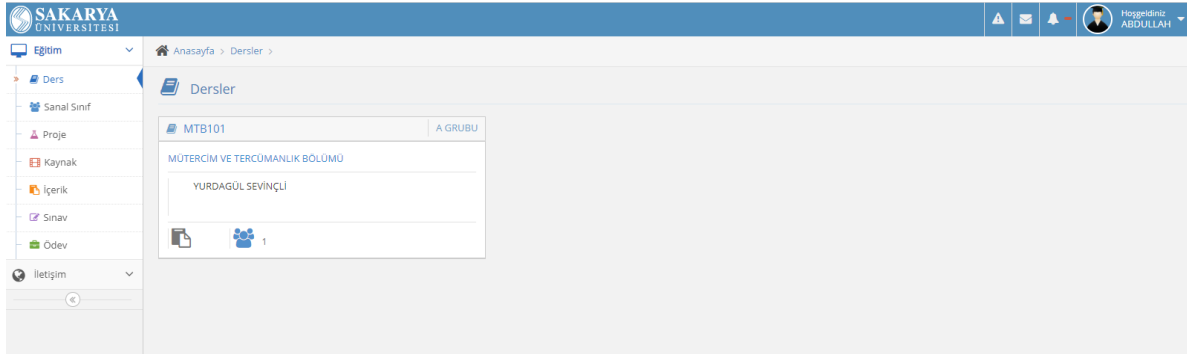 SAKARYA
ÜNİVERSİTESİ
Hoşgeldiniz
ABDULLAH
Eğitim
Anasayfa > Dersler >
» Ders
Dersler
Sanal Sınıf
Proje
MTB101
A GRUBU
Kaynak
MÜTERCİM VE TERCÜMANLIK BÖLÜMÜ
İçerik
YURDAGÜL SEVİNÇLİ
Sınav
1
Ödev
İletişim